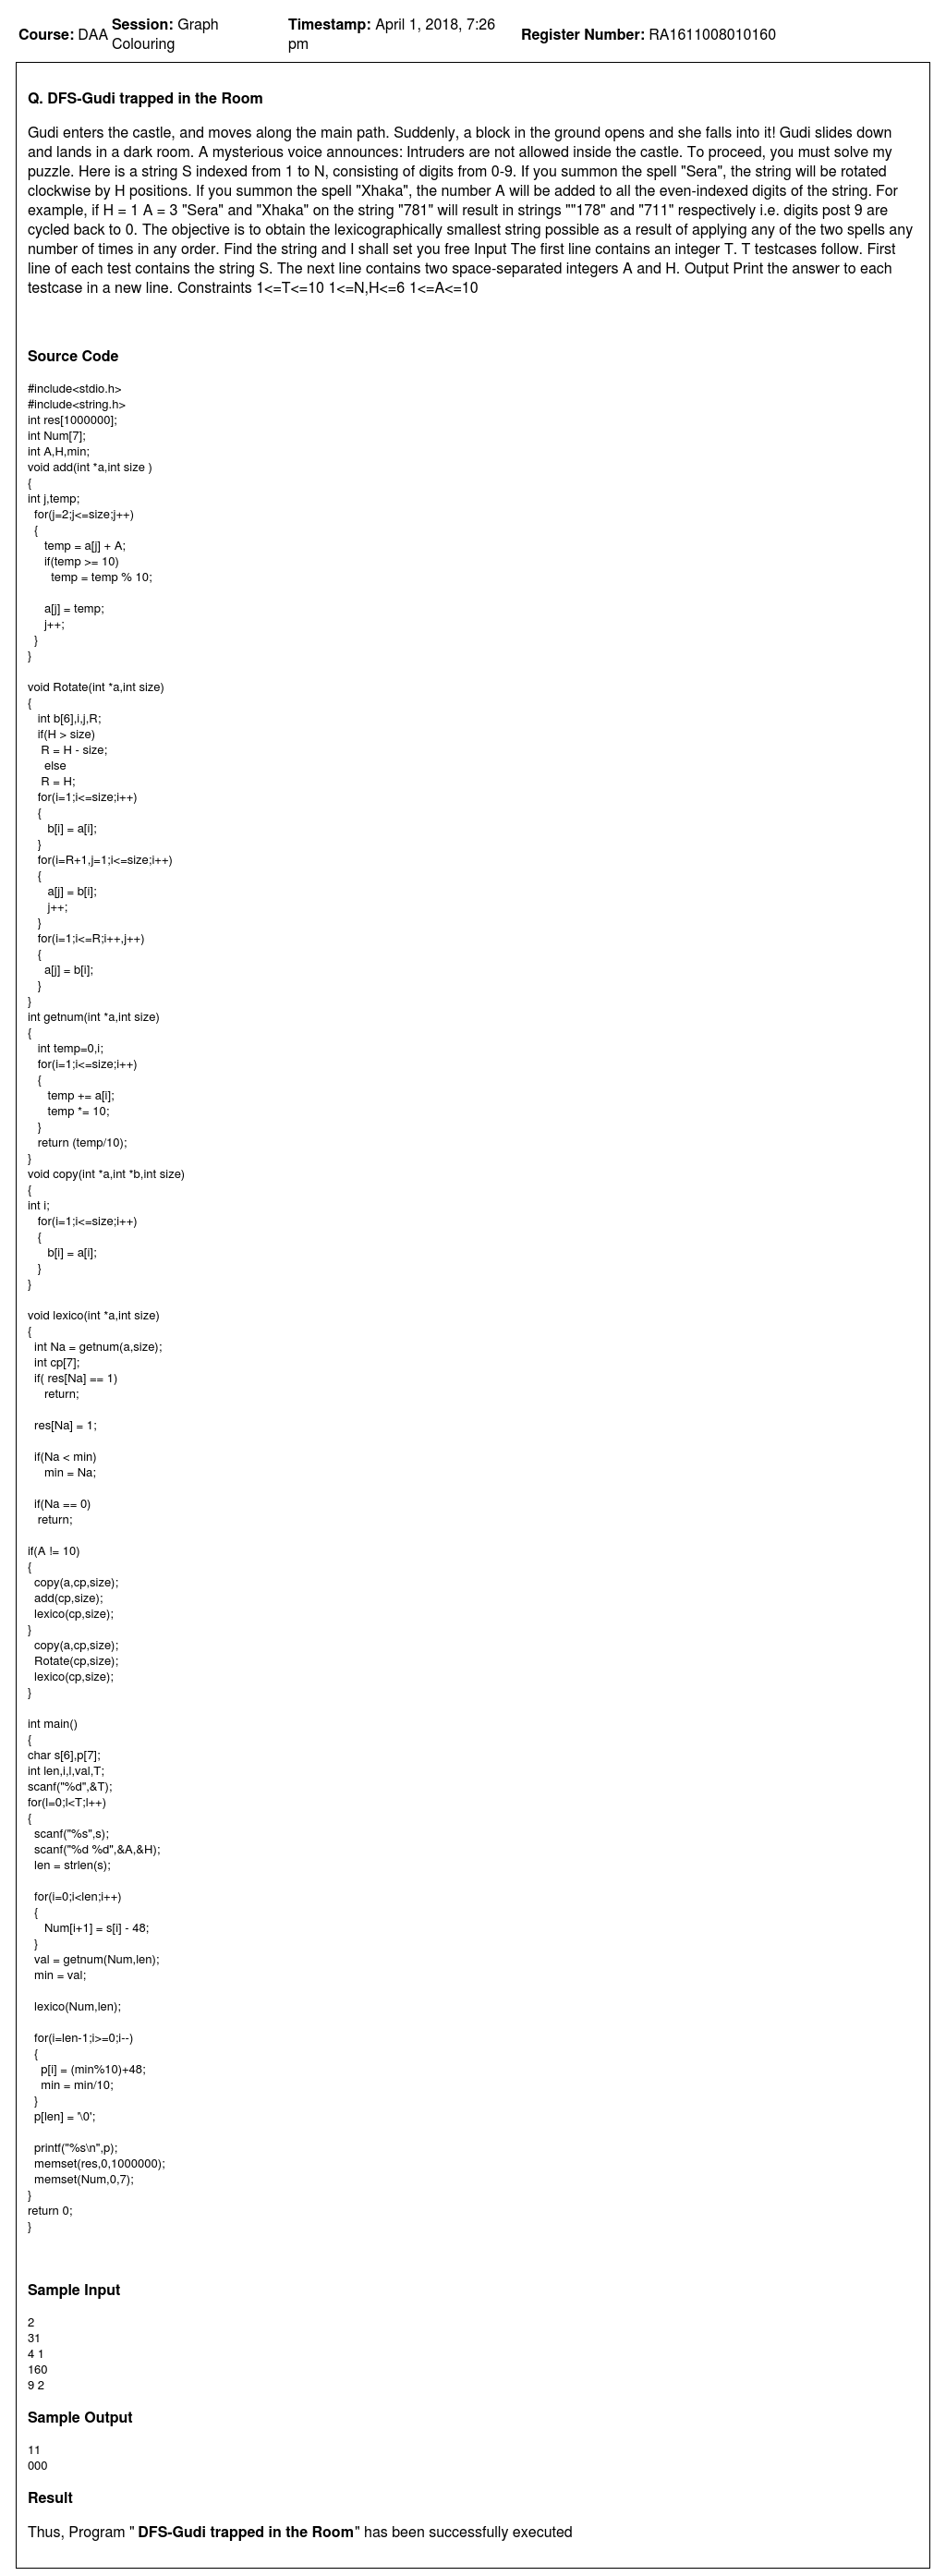 Course: DAA Session: Graph Colouring Timestamp: April 1, 2018, 7:26 pm Register Number: RA1611008010160
Q. DFS-Gudi trapped in the Room
Gudi enters the castle, and moves along the main path. Suddenly, a block in the ground opens and she falls into it! Gudi slides down
and lands in a dark room. A mysterious voice announces: Intruders are not allowed inside the castle. To proceed, you must solve my
puzzle. Here is a string S indexed from 1 to N, consisting of digits from 0-9. If you summon the spell "Sera", the string will be rotated
clockwise by H positions. If you summon the spell "Xhaka", the number A will be added to all the even-indexed digits of the string. For
example, if H = 1 A = 3 "Sera" and "Xhaka" on the string "781" will result in strings ""178" and "711" respectively i.e. digits post 9 are
cycled back to 0. The objective is to obtain the lexicographically smallest string possible as a result of applying any of the two spells any
number of times in any order. Find the string and I shall set you free Input The first line contains an integer T. T testcases follow. First
line of each test contains the string S. The next line contains two space-separated integers A and H. Output Print the answer to each
testcase in a new line. Constraints 1<=T<=10 1<=N,H<=6 1<=A<=10
Source Code
#include<stdio.h>
#include<string.h>
int res[1000000];
int Num[7];
int A,H,min;
void add(int *a,int size )
{
int j,temp;
for(j=2;j<=size;j++)
{
temp = a[j] + A;
if(temp >= 10)
temp = temp % 10;
a[j] = temp;
j++;
}
}
void Rotate(int *a,int size)
{
int b[6],i,j,R;
if(H > size)
R = H - size;
else
R = H;
for(i=1;i<=size;i++)
{
b[i] = a[i];
}
for(i=R+1,j=1;i<=size;i++)
{
a[j] = b[i];
j++;
}
for(i=1;i<=R;i++,j++)
{
a[j] = b[i];
}
}
int getnum(int *a,int size)
{
int temp=0,i;
for(i=1;i<=size;i++)
{
temp += a[i];
temp *= 10;
}
return (temp/10);
}
void copy(int *a,int *b,int size)
{
int i;
for(i=1;i<=size;i++)
{
b[i] = a[i];
}
}
void lexico(int *a,int size)
{
int Na = getnum(a,size);
int cp[7];
if( res[Na] == 1)
return;
res[Na] = 1;
if(Na < min)
min = Na;
if(Na == 0)
return;
if(A != 10)
{
copy(a,cp,size);
add(cp,size);
lexico(cp,size);
}
copy(a,cp,size);
Rotate(cp,size);
lexico(cp,size);
}
int main()
{
char s[6],p[7];
int len,i,l,val,T;
scanf("%d",&T);
for(l=0;l<T;l++)
{
scanf("%s",s);
scanf("%d %d",&A,&H);
len = strlen(s);
for(i=0;i<len;i++)
{
Num[i+1] = s[i] - 48;
}
val = getnum(Num,len);
min = val;
lexico(Num,len);
for(i=len-1;i>=0;i--)
{
p[i] = (min%10)+48;
min = min/10;
}
p[len] = '\0';
printf("%s\n",p);
memset(res,0,1000000);
memset(Num,0,7);
}
return 0;
}
Sample Input
2
31
4 1
160
9 2
Sample Output
11
000
Result
Thus, Program " DFS-Gudi trapped in the Room" has been successfully executed